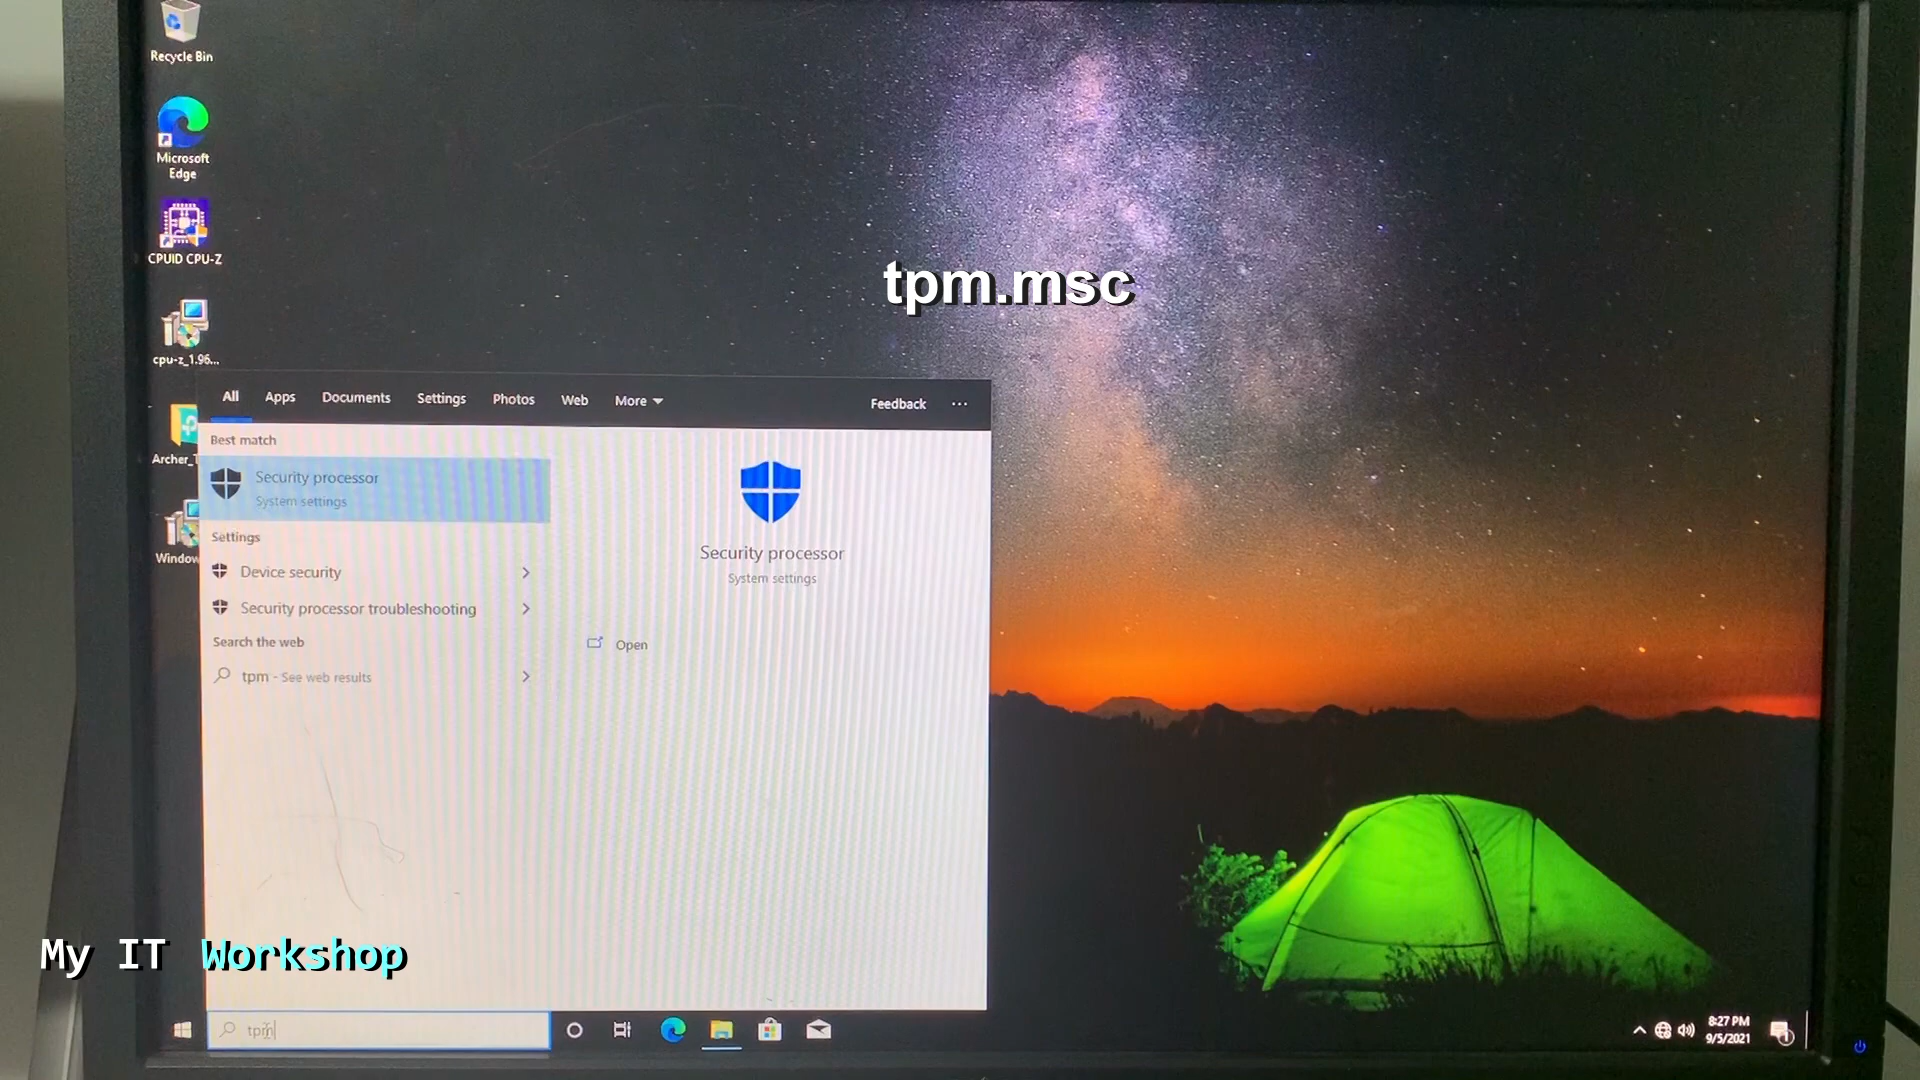 Recycle Bin
Microsoft
Edge
CPUID CPU-Z
cpu-z_1.96...
Archer_T
Window
tpm.msc
All Apps Documents Settings Photos Web More Feedback ...
Best match
Security processor
System settings
Settings
Device security
Security processor troubleshooting
Search the web
tpm - See web results
Security processor
System settings
Open
My IT Workshop
tpm
8:27 PM
9/5/2021
1